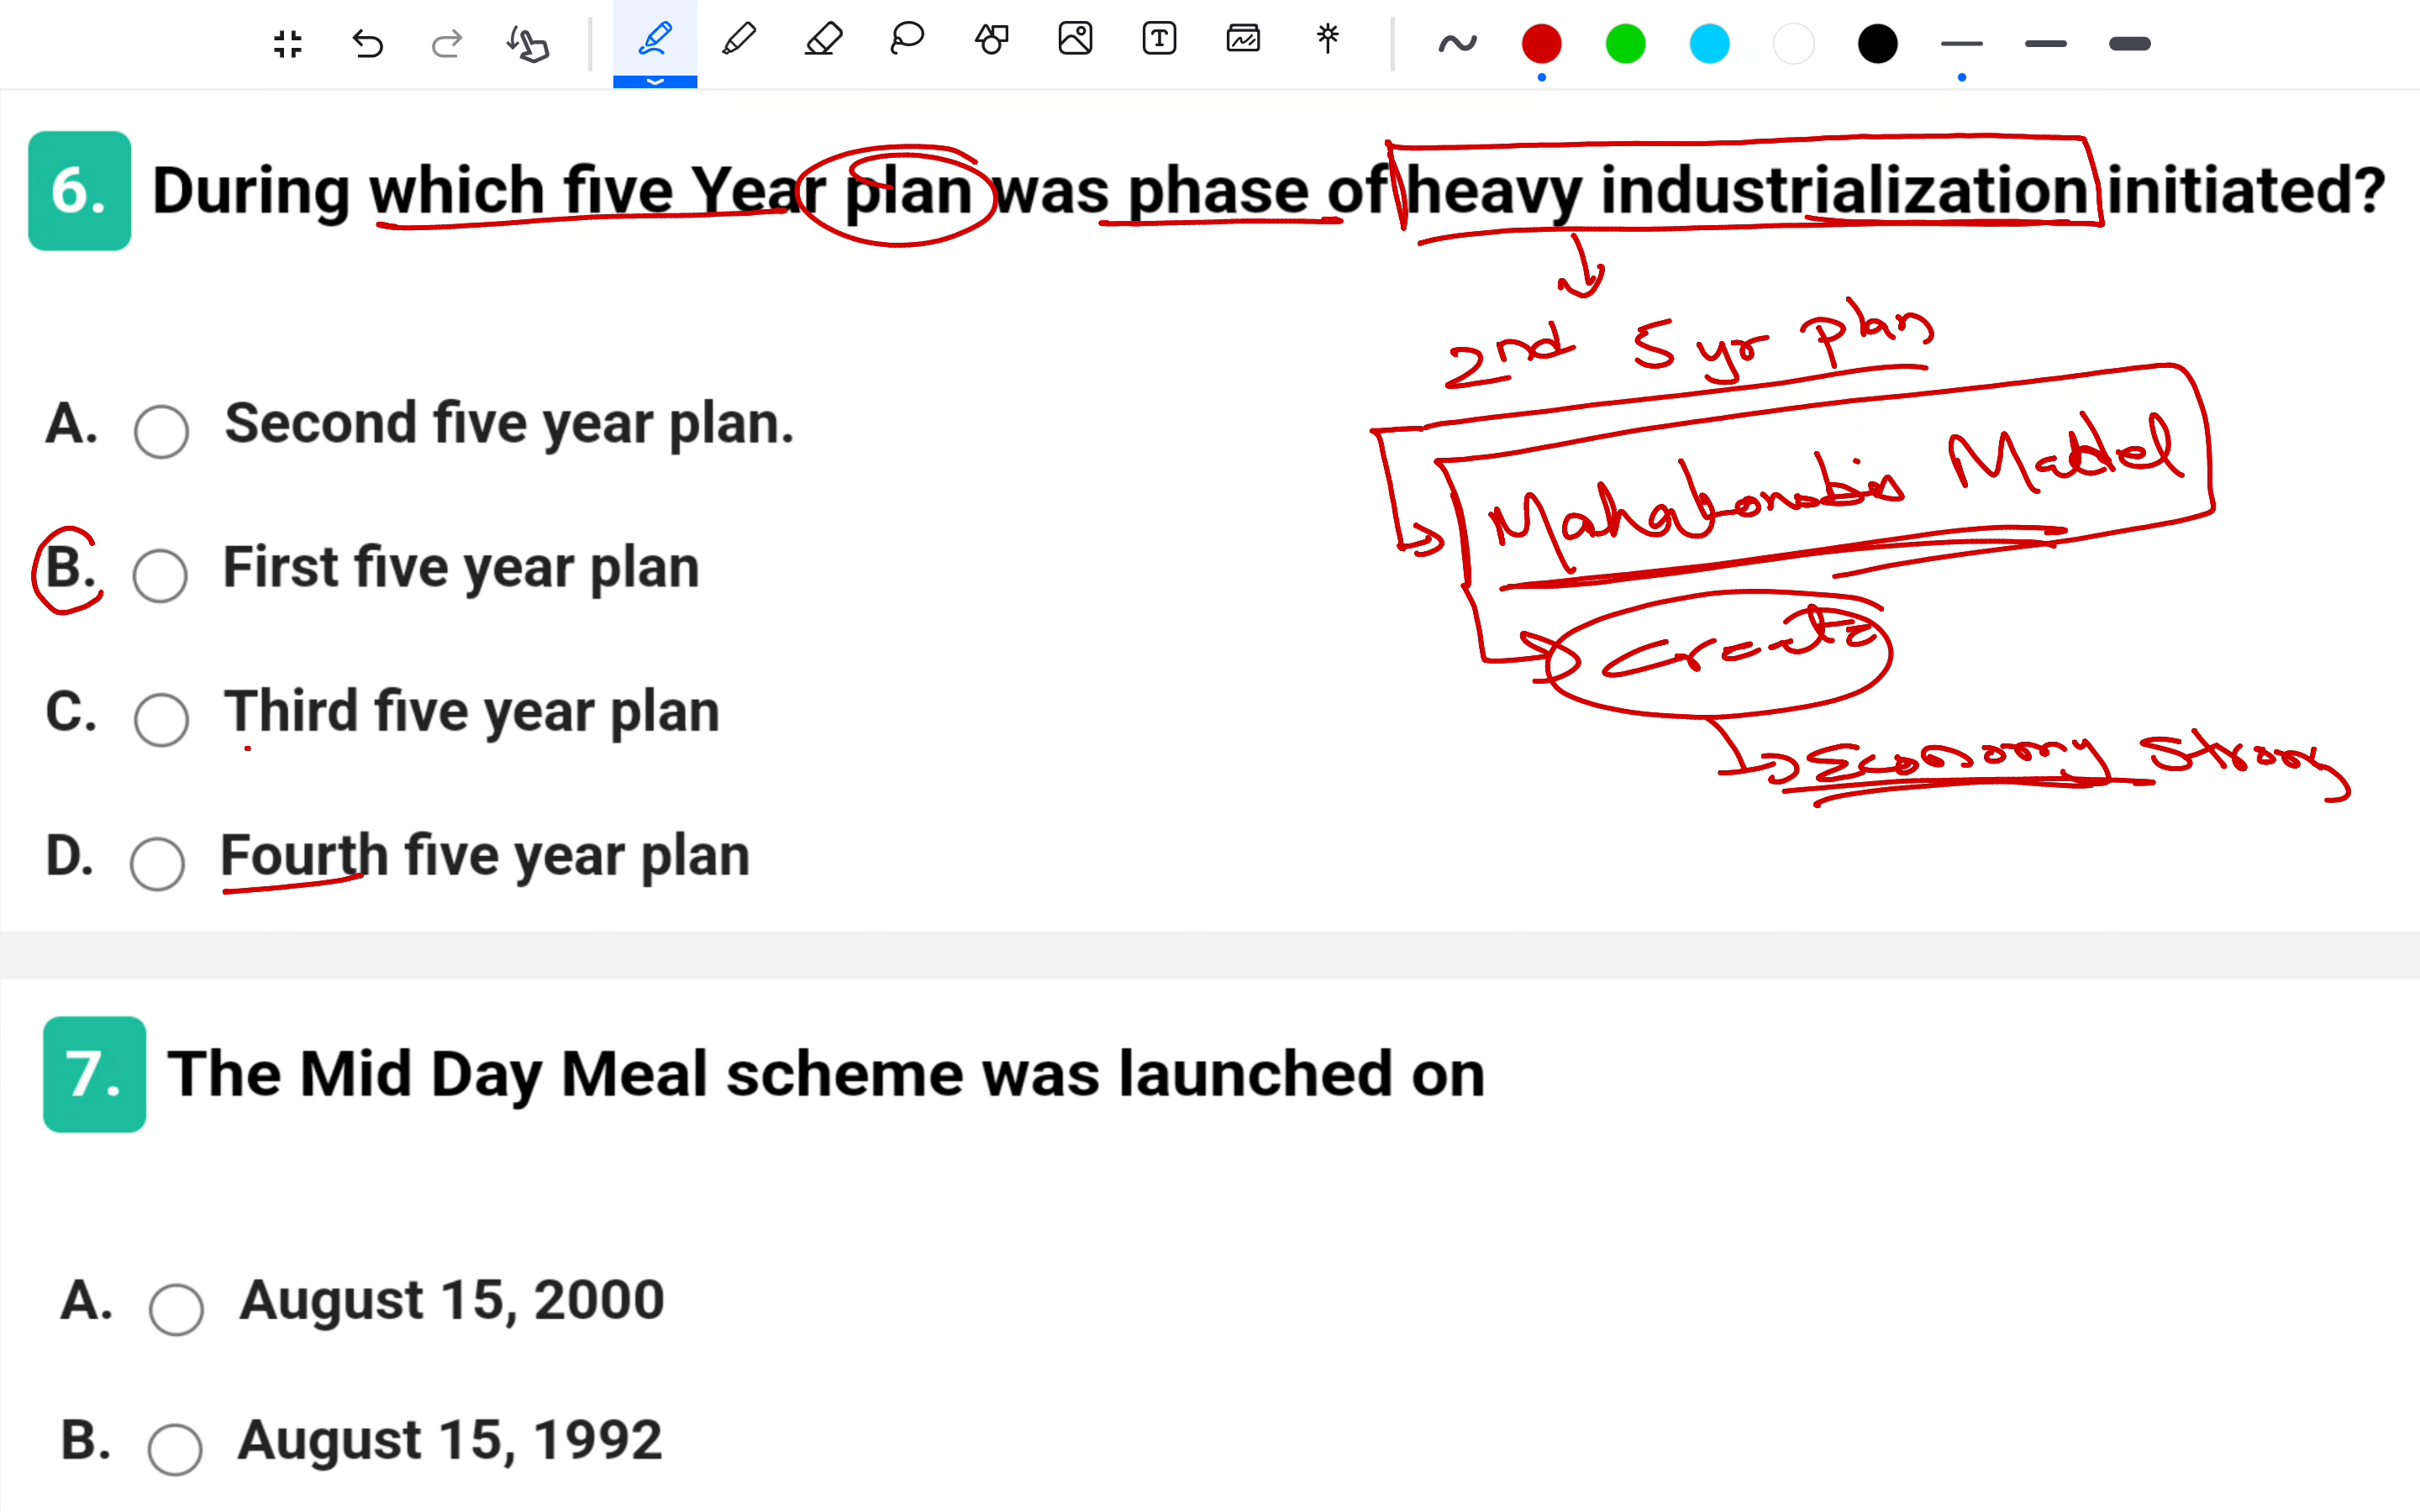 6. During which five Year plan was phase of heavy industrialization initiated?
2nd 5 yr Plan
A. Second five year plan.
Mahalanobis Model
B. First five year plan
Create
C. Third five year plan
Economy Strong
D. Fourth five year plan
7. The Mid Day Meal scheme was launched on
A. August 15, 2000
B. August 15, 1992